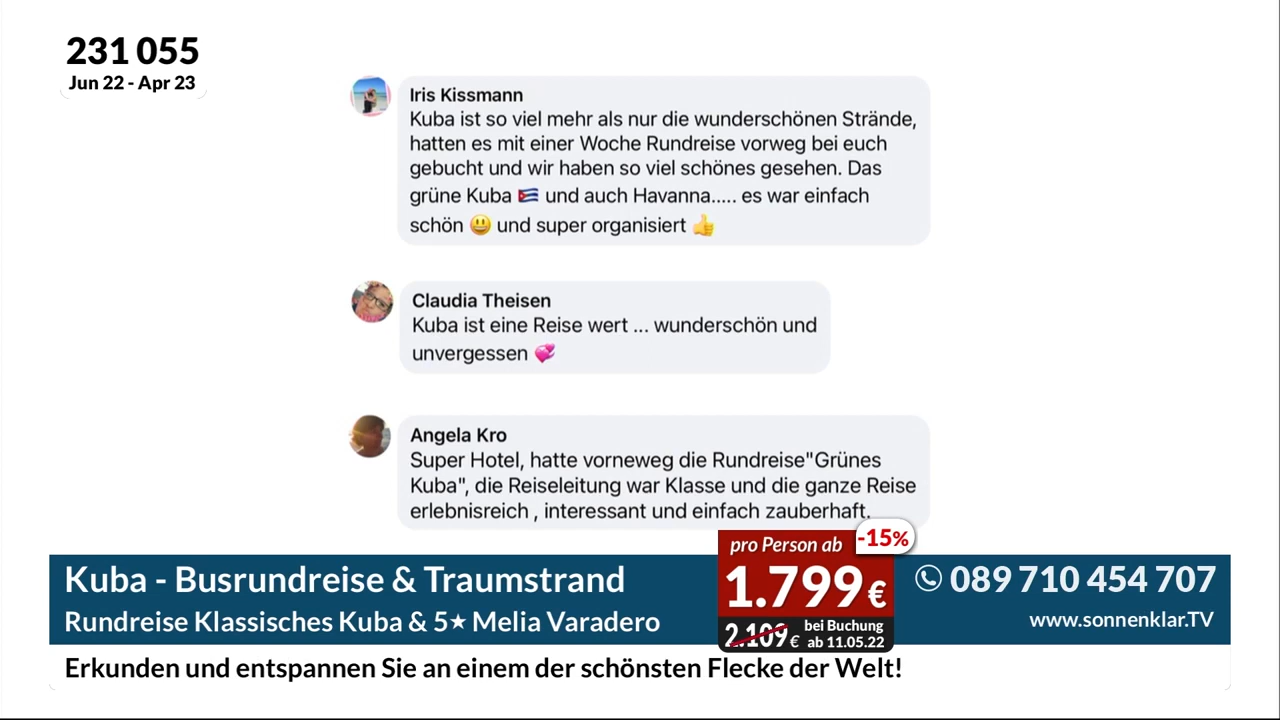 231 055
Jun 22 - Apr 23
Iris Kissmann
Kuba ist so viel mehr als nur die wunderschönen Strände,
hatten es mit einer Woche Rundreise vorweg bei euch
gebucht und wir haben so viel schönes gesehen. Das
grüne Kuba 🇨🇺 und auch Havanna..... es war einfach
schön 😃 und super organisiert 👍
Claudia Theisen
Kuba ist eine Reise wert ... wunderschön und
unvergessen 💞
Angela Kro
Super Hotel, hatte vorneweg die Rundreise"Grünes
Kuba", die Reiseleitung war Klasse und die ganze Reise
erlebnisreich , interessant und einfach zauberhaft.
Kuba - Busrundreise & Traumstrand
Rundreise Klassisches Kuba & 5★ Melia Varadero
pro Person ab
-15%
1.799 €
2.109 €
bei Buchung
ab 11.05.22
089 710 454 707
www.sonnenklar.TV
Erkunden und entspannen Sie an einem der schönsten Flecke der Welt!